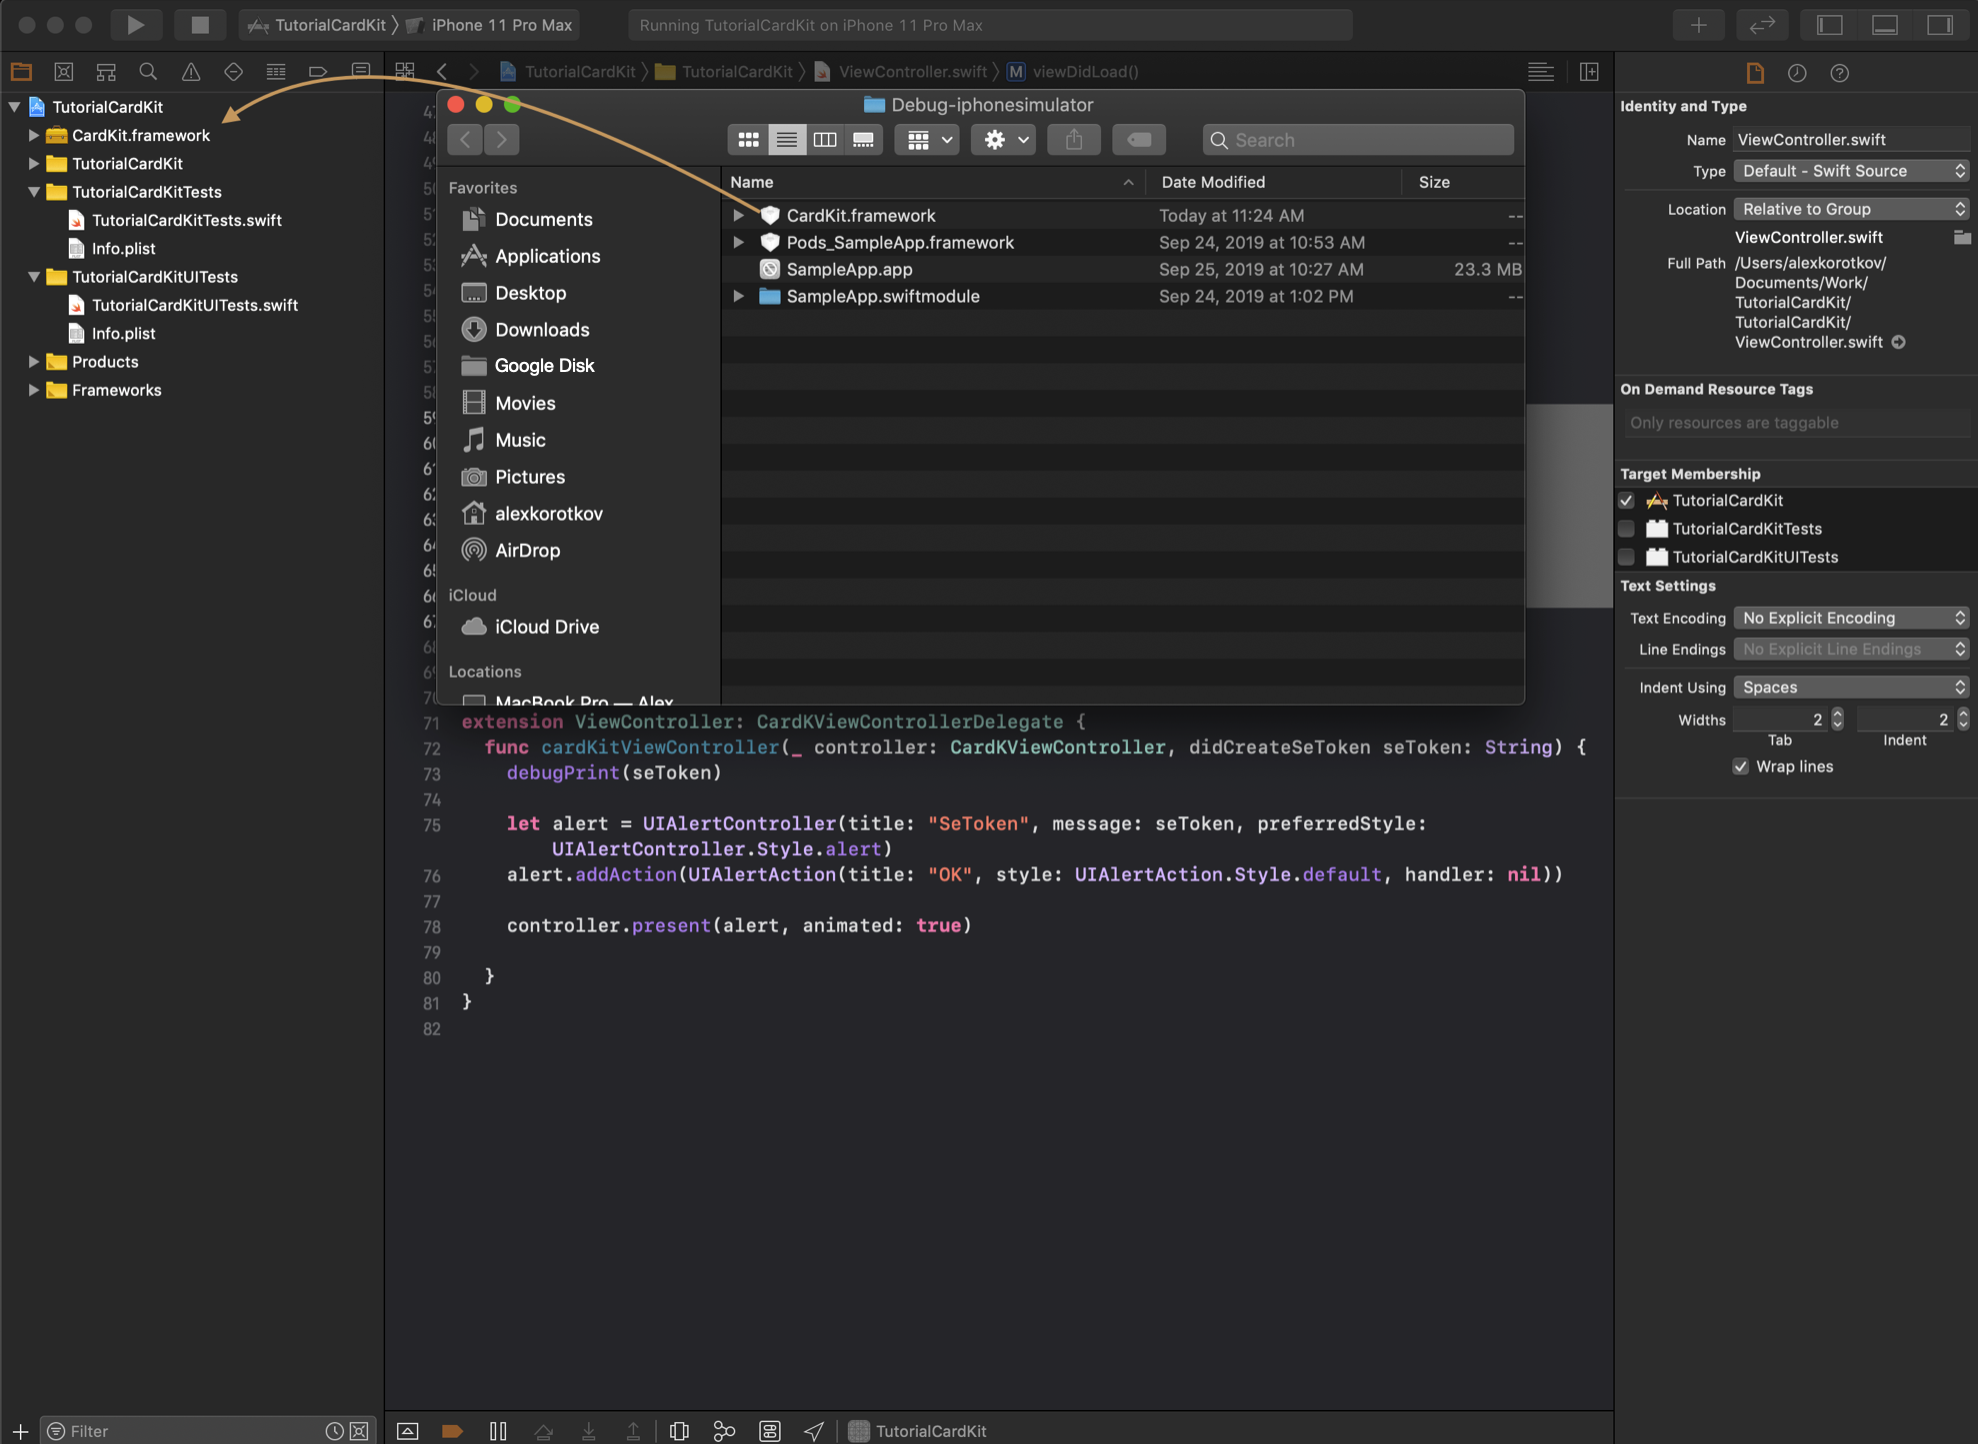 TutorialCardKit
iPhone 11 Pro Max
Running TutorialCardKit on iPhone 11 Pro Max
TutorialCardKit
CardKit.framework
TutorialCardKit
TutorialCardKitTests
TutorialCardKitTests.swift
Info.plist
TutorialCardKitUITests
TutorialCardKitUITests.swift
Info.plist
Products
Frameworks
Filter
TutorialCardKit
TutorialCardKit
ViewController.swift
M viewDidLoad()
Debug-iphonesimulator
Search
Favorites
Documents
Applications
Desktop
Downloads
Google Disk
Movies
Music
Pictures
alexkorotkov
AirDrop
iCloud
iCloud Drive
Locations
MacBook Pro — Alex
Name Date Modified Size
CardKit.framework Today at 11:24 AM --
Pods_SampleApp.framework Sep 24, 2019 at 10:53 AM --
SampleApp.app Sep 25, 2019 at 10:27 AM 23.3 MB
SampleApp.swiftmodule Sep 24, 2019 at 1:02 PM --
71 extension ViewController: CardKViewControllerDelegate {
72 func cardKitViewController(_ controller: CardKViewController, didCreateSeToken seToken: String) {
73 debugPrint(seToken)
74
75 let alert = UIAlertController(title: "SeToken", message: seToken, preferredStyle:
UIAlertController.Style.alert)
76 alert.addAction(UIAlertAction(title: "OK", style: UIAlertAction.Style.default, handler: nil))
77
78 controller.present(alert, animated: true)
79
80 }
81 }
82
TutorialCardKit
Identity and Type
Name ViewController.swift
Type Default - Swift Source
Location Relative to Group
ViewController.swift
Full Path /Users/alexkorotkov/
Documents/Work/
TutorialCardKit/
TutorialCardKit/
ViewController.swift
On Demand Resource Tags
Only resources are taggable
Target Membership
TutorialCardKit
TutorialCardKitTests
TutorialCardKitUITests
Text Settings
Text Encoding No Explicit Encoding
Line Endings No Explicit Line Endings
Indent Using Spaces
Widths 2 2
Tab Indent
Wrap lines